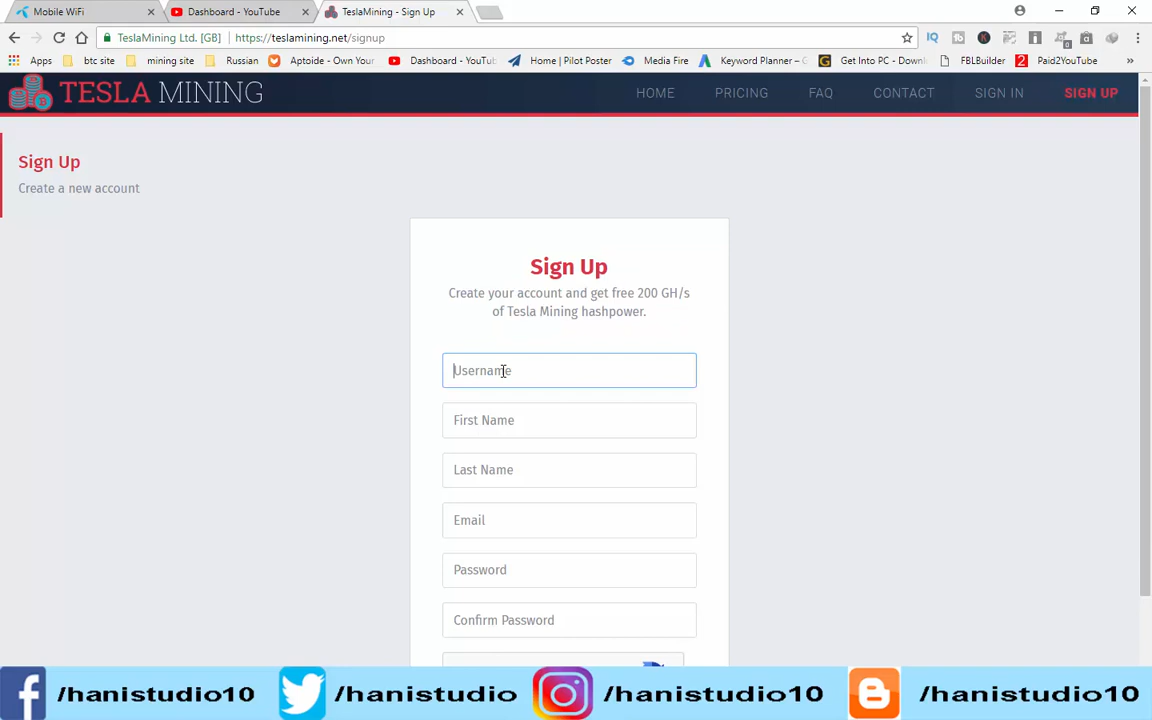 Mobile WiFi
Dashboard - YouTube
TeslaMining - Sign Up
TeslaMining Ltd. [GB]
https://teslamining.net/signup
Apps
btc site
mining site
Russian
Aptoide - Own Your
Dashboard - YouTu
Home | Pilot Poster
Media Fire
Keyword Planner – G
Get Into PC - Downl
FBLBuilder
Paid2YouTube
TESLA MINING
HOME
PRICING
FAQ
CONTACT
SIGN IN
SIGN UP
Sign Up
Create a new account
Sign Up
Create your account and get free 200 GH/s
of Tesla Mining hashpower.
Username
First Name
Last Name
Email
Password
Confirm Password
/hanistudio10
/hanistudio
/hanistudio10
/hanistudio10